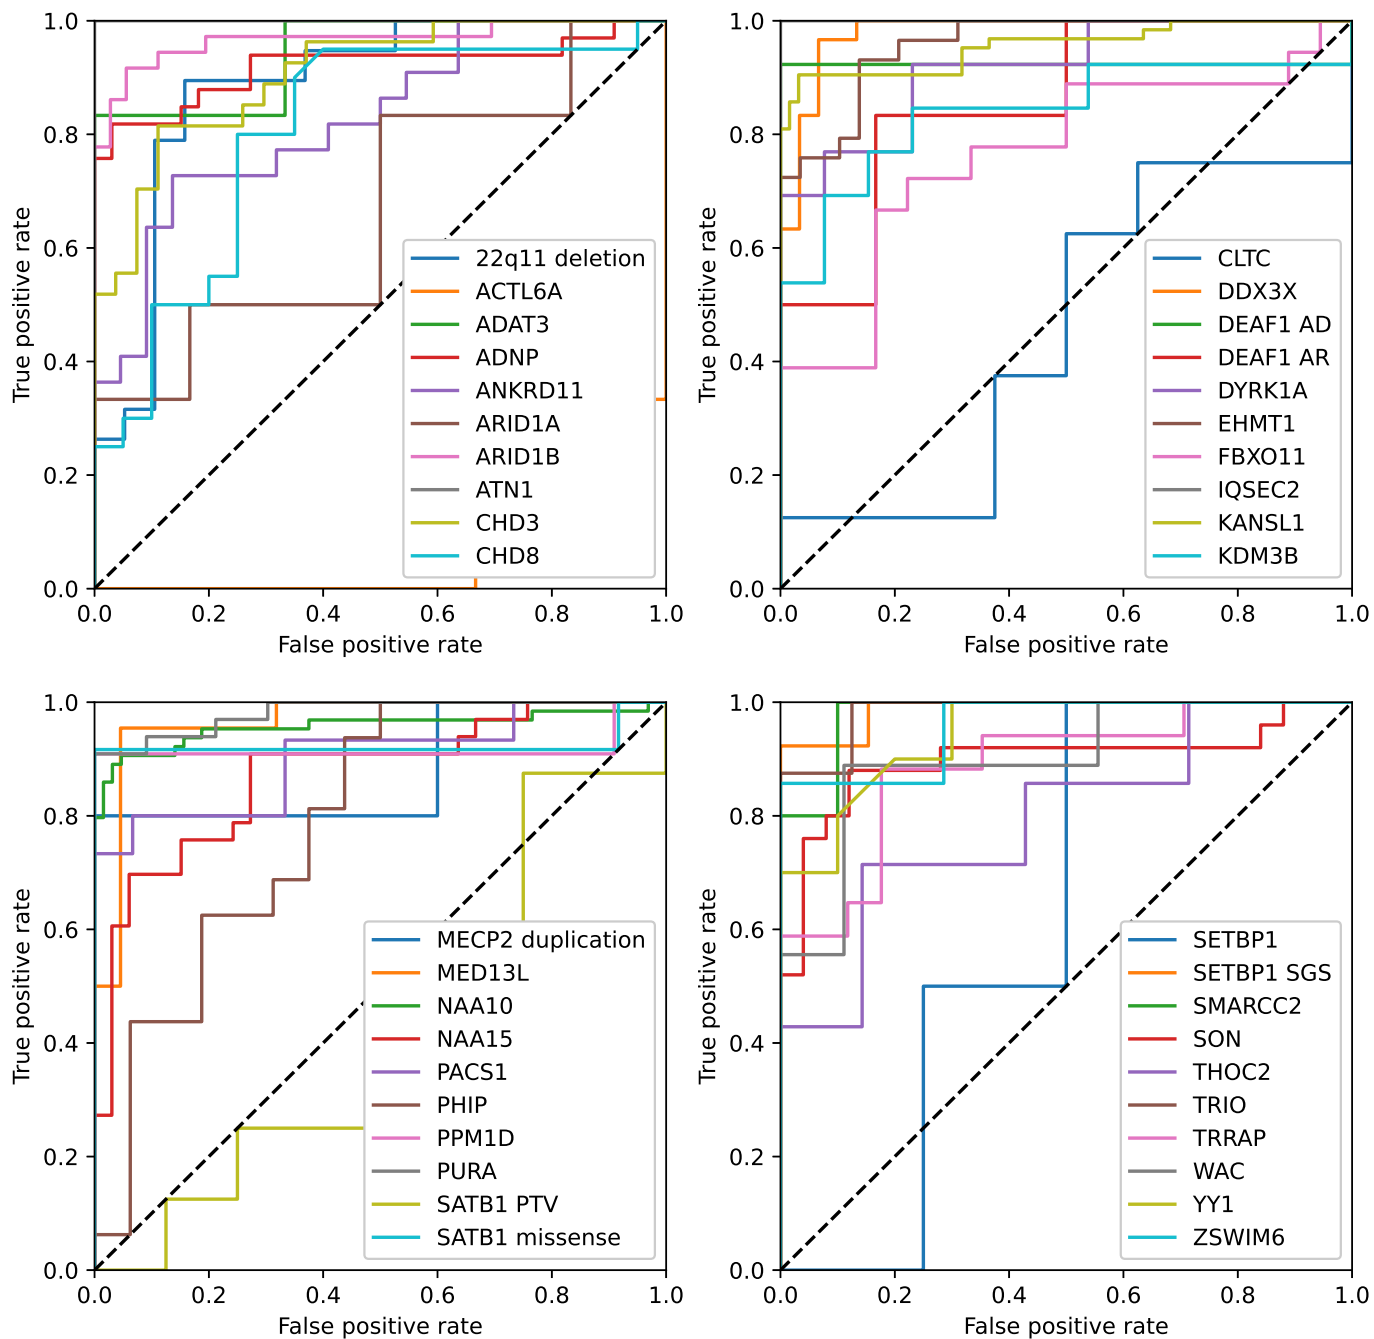 1.0
0.8
0.6
0.4
0.2
0.0
True positive rate
22q11 deletion
ACTL6A
ADAT3
ADNP
ANKRD11
ARID1A
ARID1B
ATN1
CHD3
CHD8
0.0 0.2 0.4 0.6 0.8 1.0
False positive rate
1.0
0.8
0.6
0.4
0.2
0.0
True positive rate
CLTC
DDX3X
DEAF1 AD
DEAF1 AR
DYRK1A
EHMT1
FBXO11
IQSEC2
KANSL1
KDM3B
0.0 0.2 0.4 0.6 0.8 1.0
False positive rate
1.0
0.8
0.6
0.4
0.2
0.0
True positive rate
MECP2 duplication
MED13L
NAA10
NAA15
PACS1
PHIP
PPM1D
PURA
SATB1 PTV
SATB1 missense
0.0 0.2 0.4 0.6 0.8 1.0
False positive rate
1.0
0.8
0.6
0.4
0.2
0.0
True positive rate
SETBP1
SETBP1 SGS
SMARCC2
SON
THOC2
TRIO
TRRAP
WAC
YY1
ZSWIM6
0.0 0.2 0.4 0.6 0.8 1.0
False positive rate